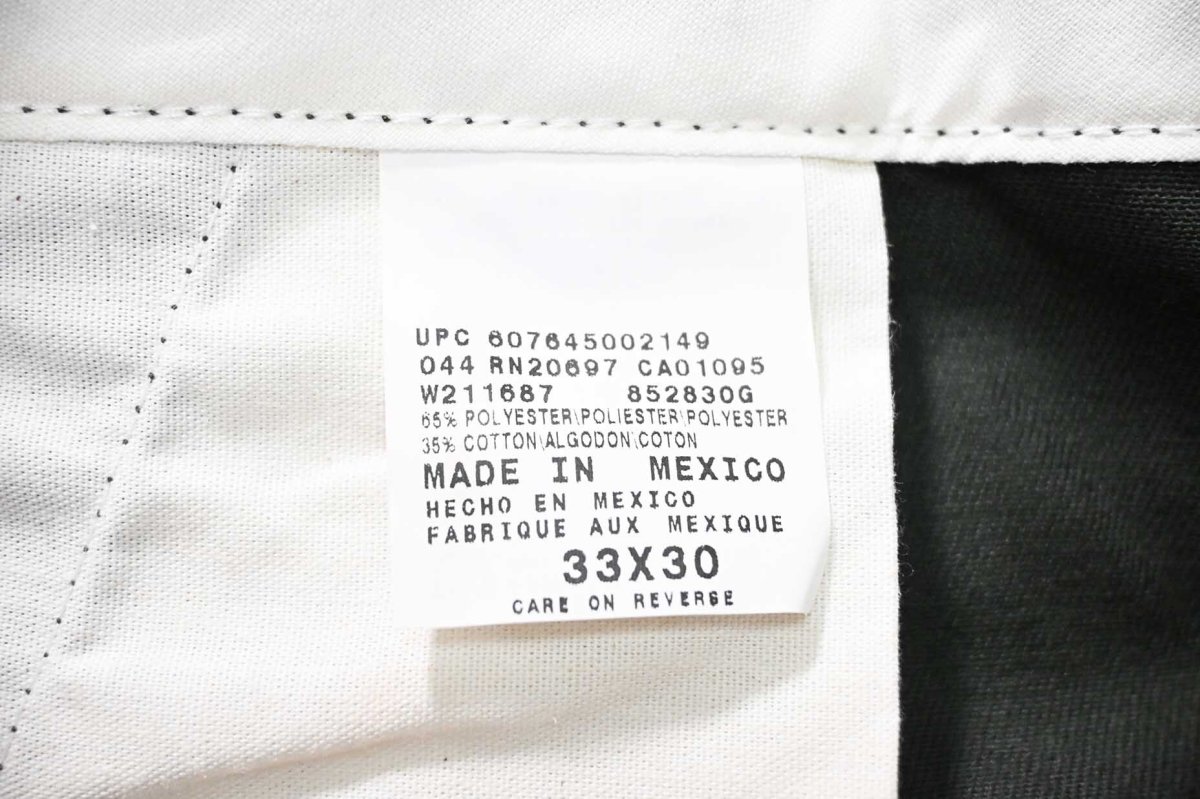 UPC 607645002149
044 RN20697 CA01095
W211687 852830G
65% POLYESTER\POLIESTER\POLYESTER
35% COTTON\ALGODON\COTON
MADE IN MEXICO
HECHO EN MEXICO
FABRIQUE AUX MEXIQUE
33X30
CARE ON REVERSE